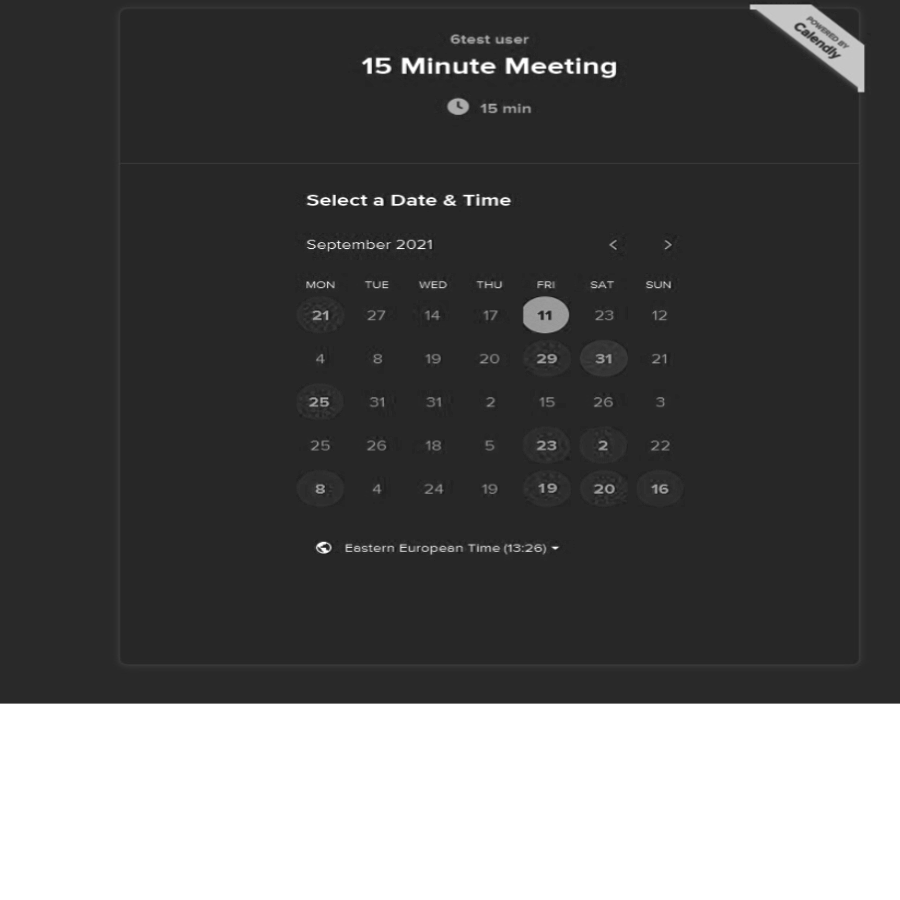 POWERED BY
Calendly
6test user
15 Minute Meeting
15 min
Select a Date & Time
September 2021 < >
MON TUE WED THU FRI SAT SUN
21 27 14 17 11 23 12
4 8 19 20 29 31 21
25 31 31 2 15 26 3
25 26 18 5 23 2 22
8 4 24 19 19 20 16
Eastern European Time (13:26)